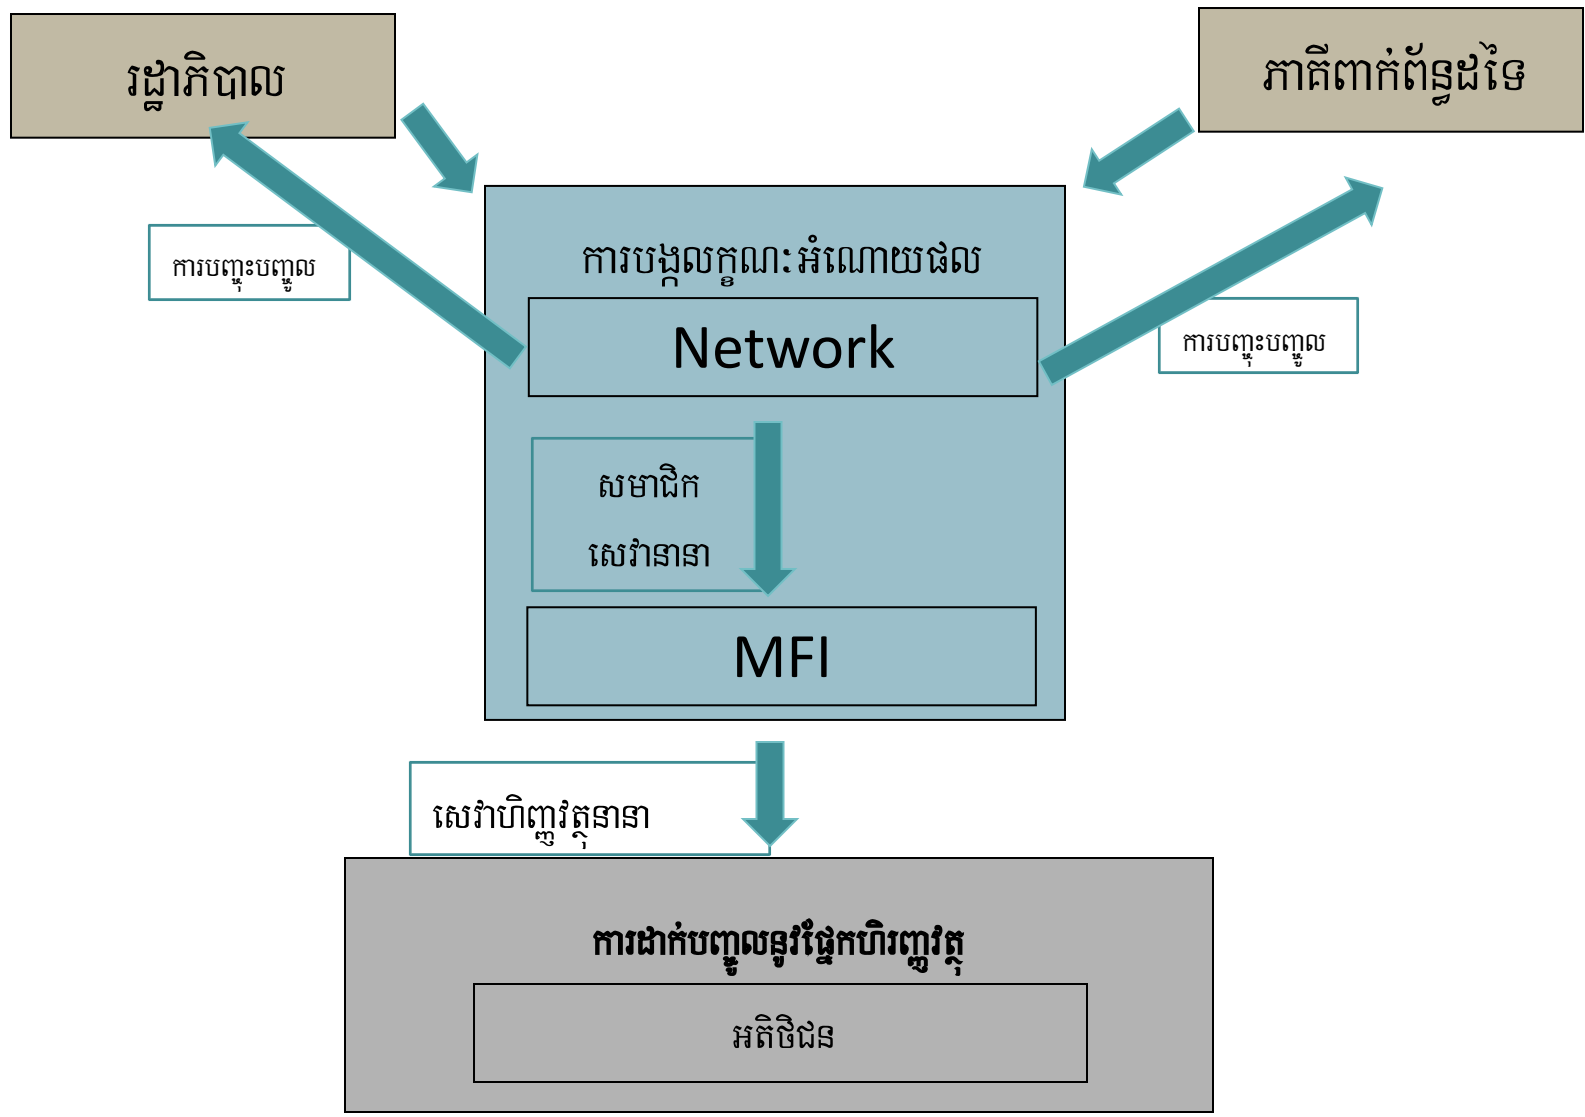 រដ្ឋាភិបាល
ភាគីពាក់ព័ន្ធដទៃ
ការបញ្ចុះបញ្ចូល
ការបង្កលក្ខណៈអំណោយផល
Network
ការបញ្ចុះបញ្ចូល
សមាជិក
សេវានានា
MFI
សេវាហិញ្ញវត្ថុនានា
ការដាក់បញ្ចូលនូវផ្នែកហិរញ្ញវត្ថុ
អតិថិជន